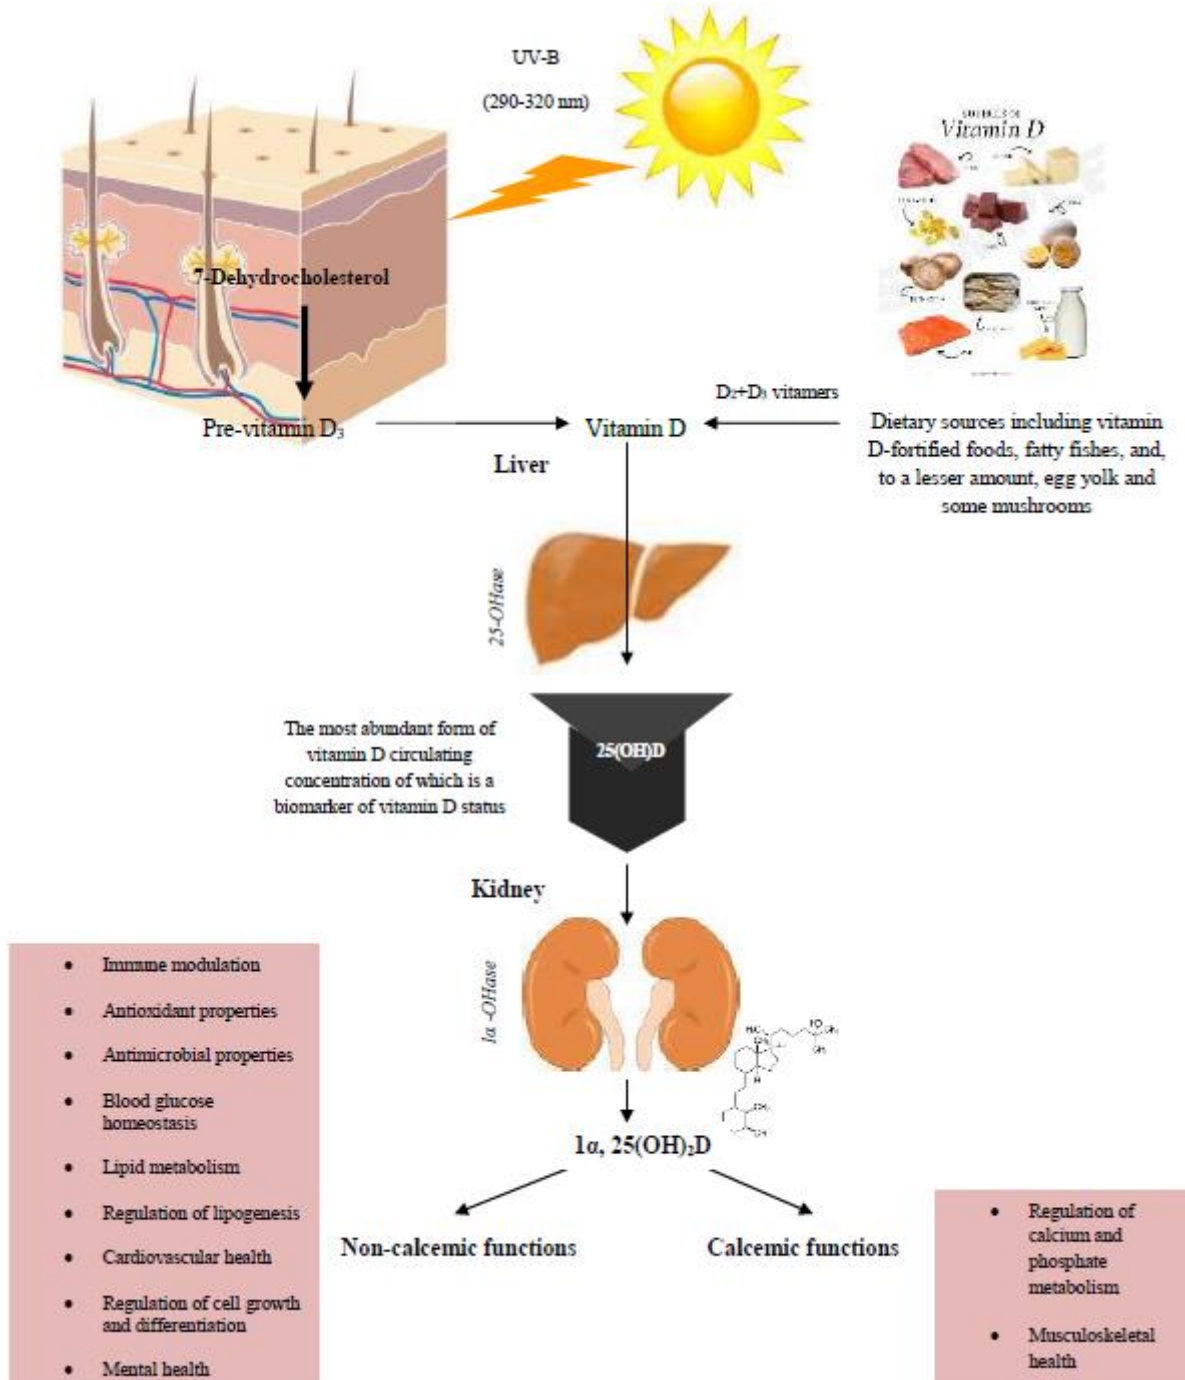 UV-B
(290-320 nm)
SOURCES OF
Vitamin D
7-Dehydrocholesterol
Pre-vitamin D₃
Vitamin D
D₂+D₃ vitamers
Dietary sources including vitamin
D-fortified foods, fatty fishes, and,
to a lesser amount, egg yolk and
some mushrooms
Liver
25-OHase
The most abundant form of
vitamin D circulating
concentration of which is a
biomarker of vitamin D status
25(OH)D
Kidney
1α -OHase
1α, 25(OH)₂D
Non-calcemic functions
Calcemic functions
• Immune modulation
• Antioxidant properties
• Antimicrobial properties
• Blood glucose
homeostasis
• Lipid metabolism
• Regulation of lipogenesis
• Cardiovascular health
• Regulation of cell growth
and differentiation
• Mental health
• Regulation of
calcium and
phosphate
metabolism
• Musculoskeletal
health